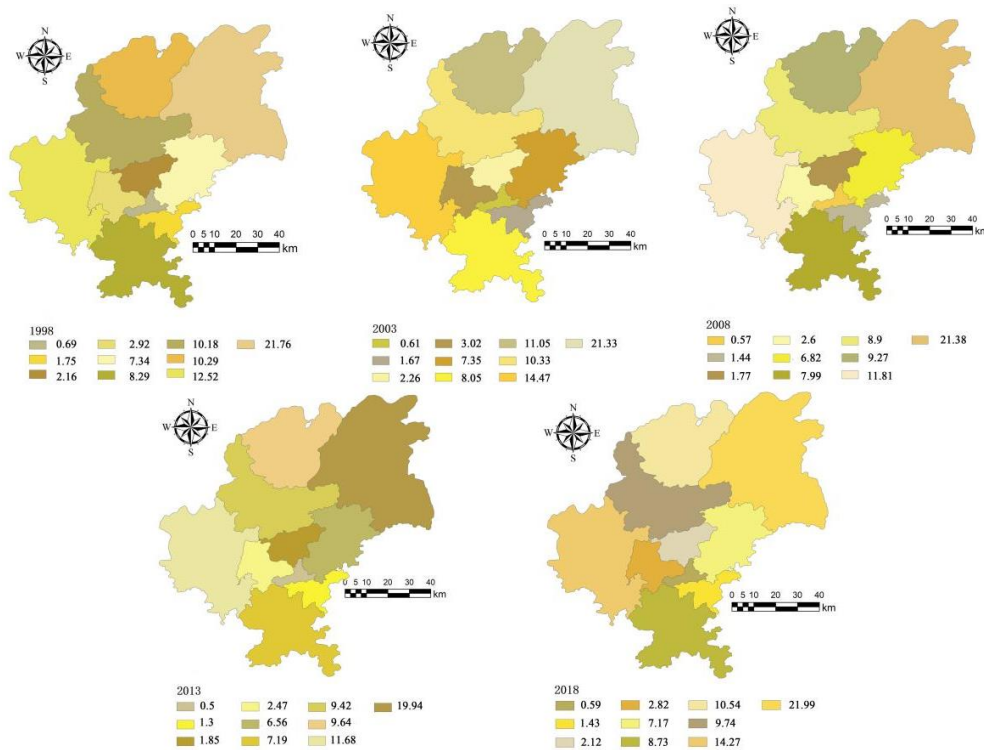 N
W E
S
0 5 10 20 30 40
km
1998
0.69 2.92 10.18 21.76
1.75 7.34 10.29
2.16 8.29 12.52
N
W E
S
0 5 10 20 30 40
km
2003
0.61 3.02 11.05 21.33
1.67 7.35 10.33
2.26 8.05 14.47
N
W E
S
0 5 10 20 30 40
km
2008
0.57 2.6 8.9 21.38
1.44 6.82 9.27
1.77 7.99 11.81
N
W E
S
0 5 10 20 30 40
km
2013
0.5 2.47 9.42 19.94
1.3 6.56 9.64
1.85 7.19 11.68
N
W E
S
0 5 10 20 30 40
km
2018
0.59 2.82 10.54 21.99
1.43 7.17 9.74
2.12 8.73 14.27